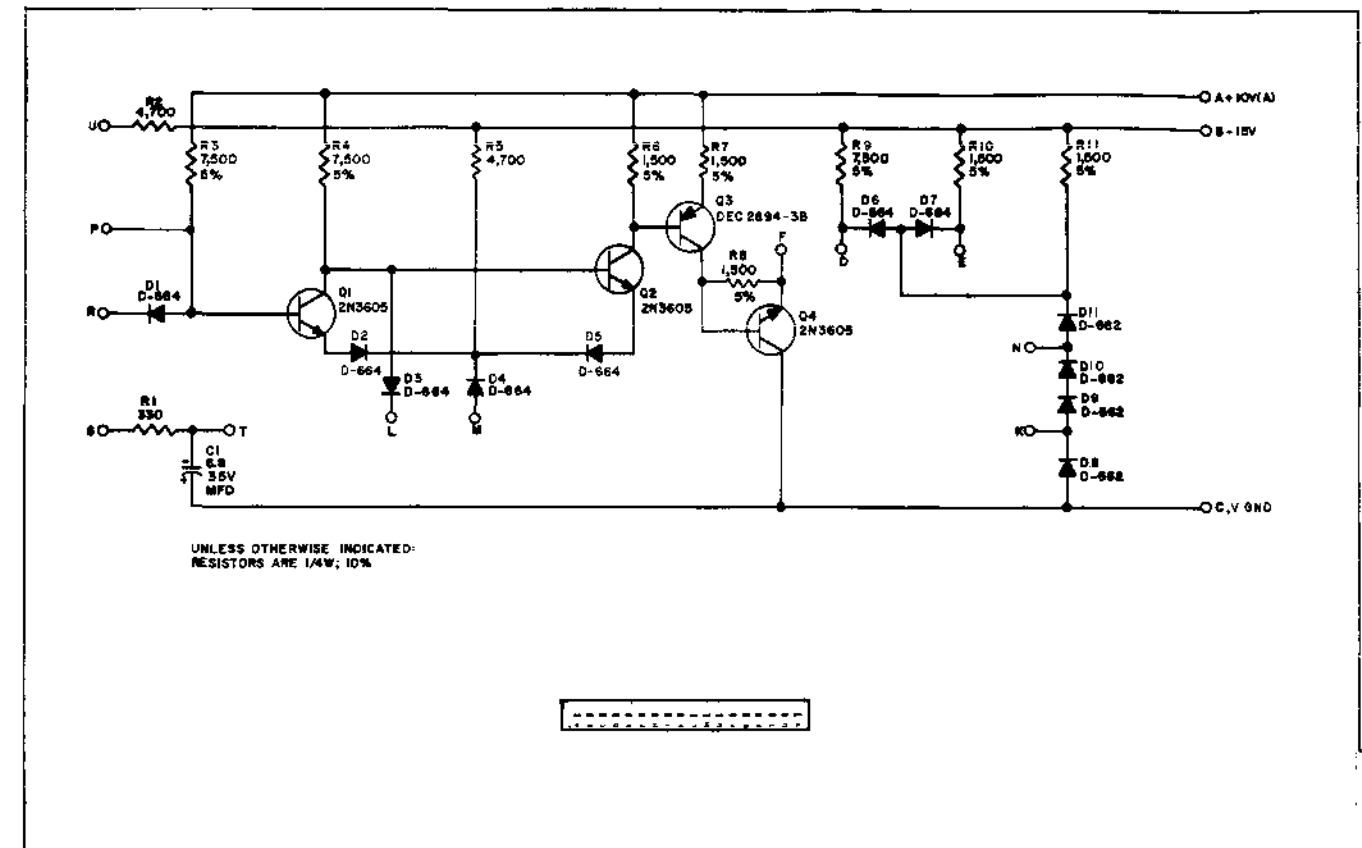 R2
4,700
U
A+10V(A)
B-15V
R3
7,500
5%
R4
7,500
5%
R5
4,700
R6
1,500
5%
R7
1,500
5%
R9
7,500
5%
R10
1,500
5%
R11
1,500
5%
Q3
DEC 2894-3B
D6
D-664
D7
D-664
P
F
R8
1,500
5%
D
D1
D-664
R
Q1
2N3605
Q2
2N3605
Q4
2N3605
D11
D-662
N
D2
D-664
D5
D-664
D3
D-664
D4
D-664
D10
D-662
D9
D-662
L
M
K
R1
330
S
T
C1
6.8
35V
MFD
D8
D-662
C,V GND
UNLESS OTHERWISE INDICATED:
RESISTORS ARE 1/4W; 10%